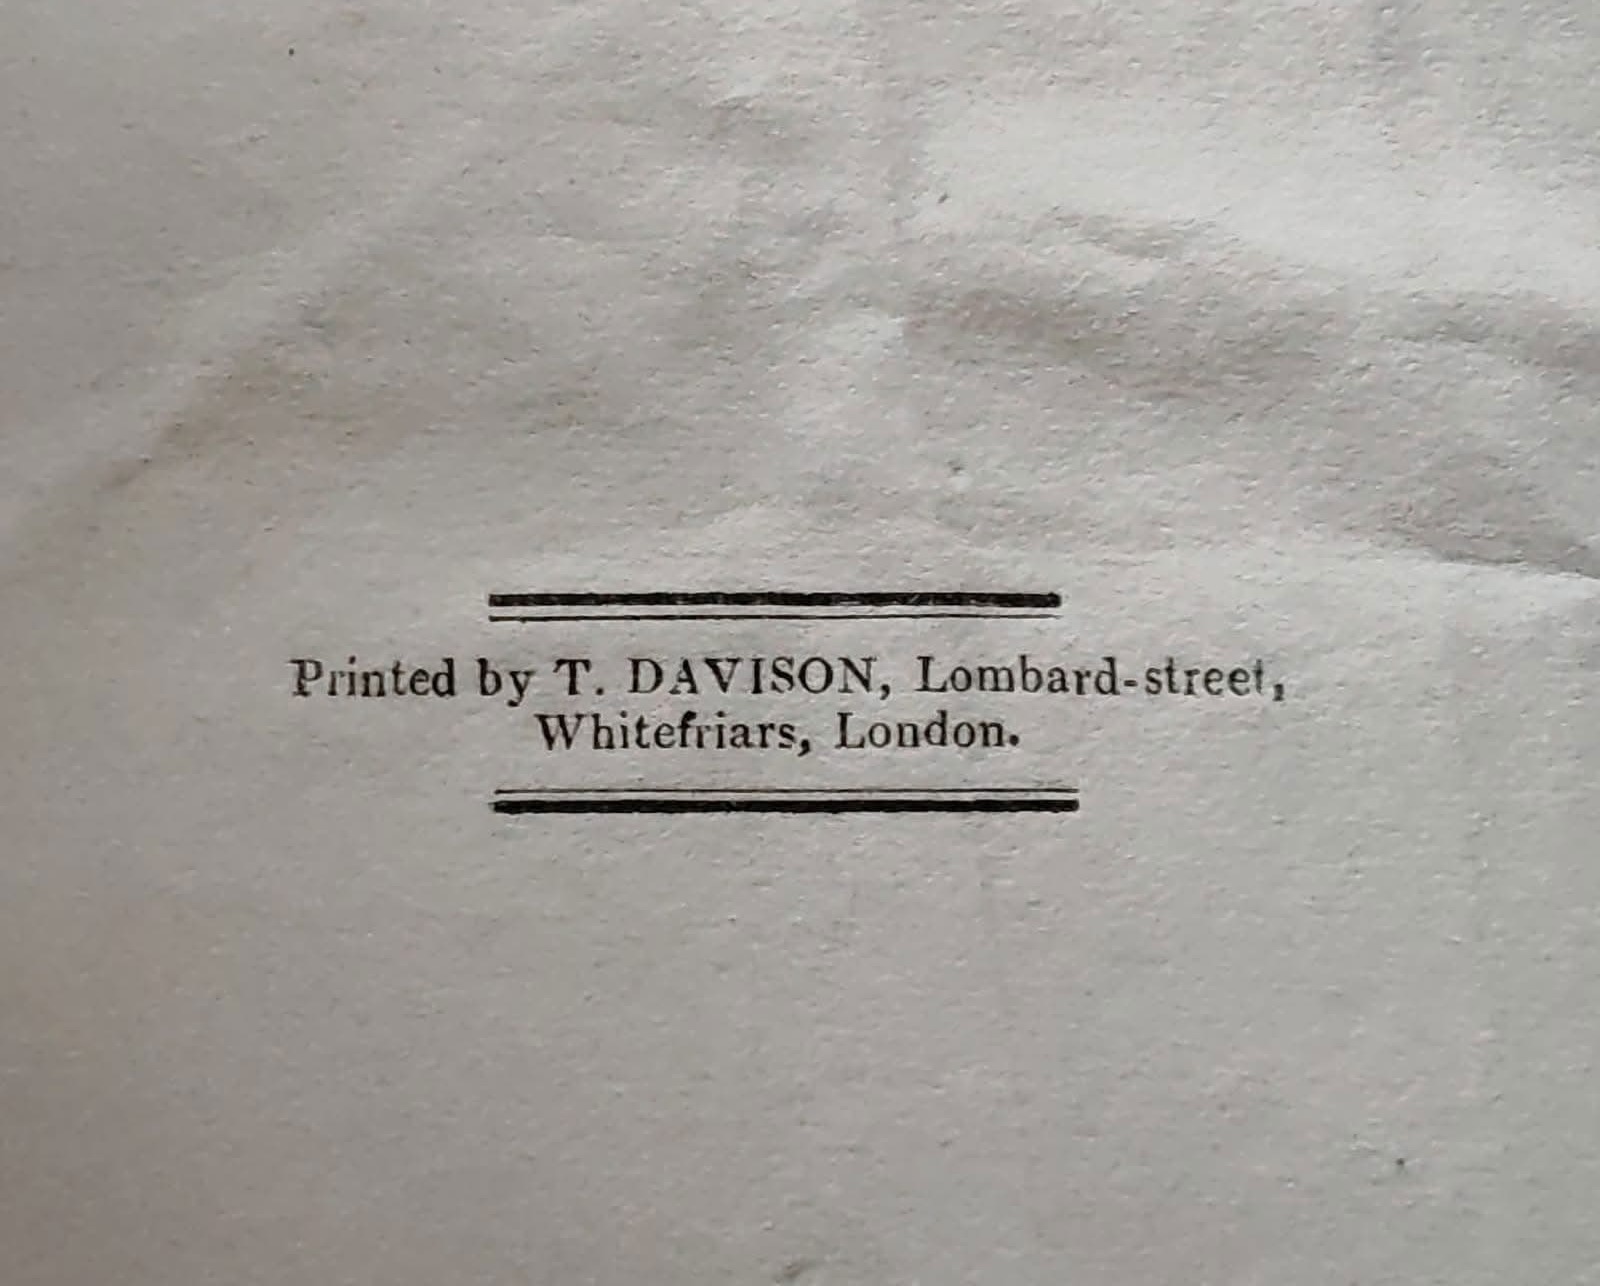 Printed by T. DAVISON, Lombard-street,
Whitefriars, London.